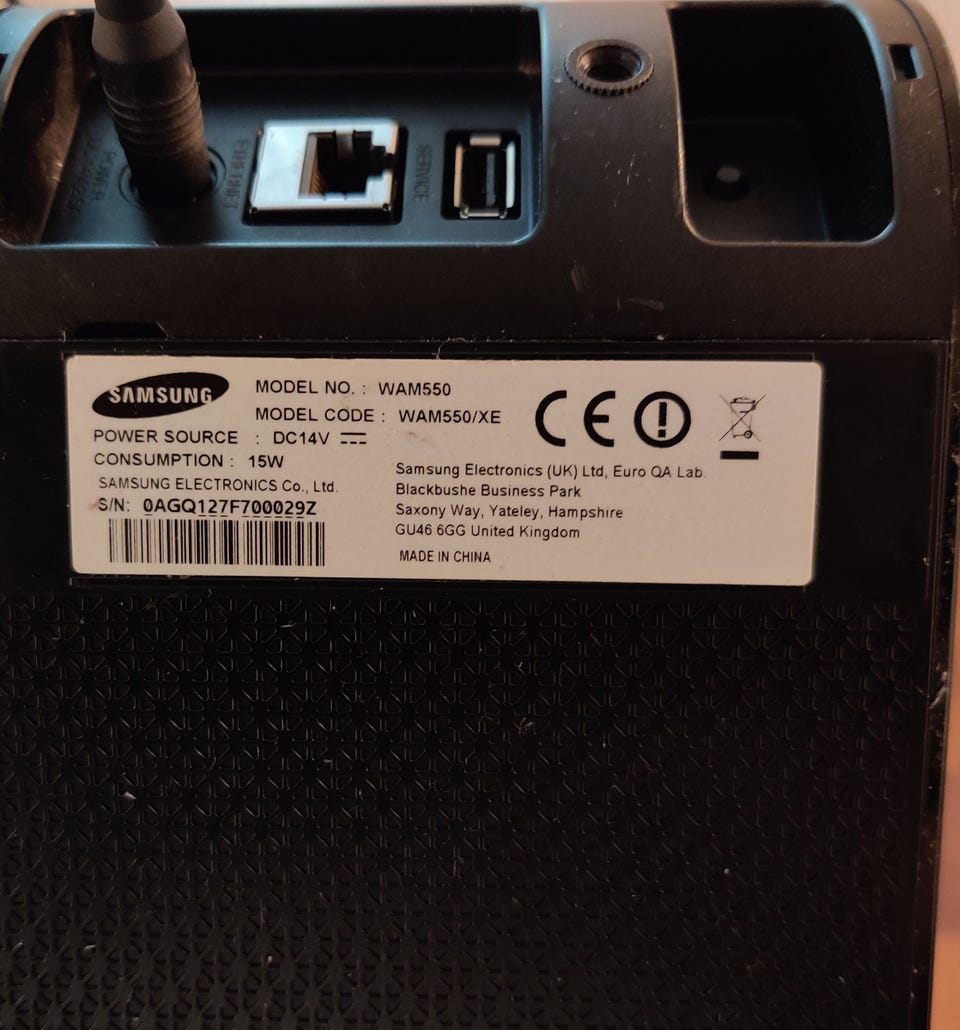 POWER
ETHERNET
SERVICE
SAMSUNG
MODEL NO. : WAM550
MODEL CODE : WAM550/XE
POWER SOURCE : DC14V
CONSUMPTION : 15W
SAMSUNG ELECTRONICS Co., Ltd.
S/N: 0AGQ127F700029Z
CE
Samsung Electronics (UK) Ltd, Euro QA Lab.
Blackbushe Business Park
Saxony Way, Yateley, Hampshire
GU46 6GG United Kingdom
MADE IN CHINA